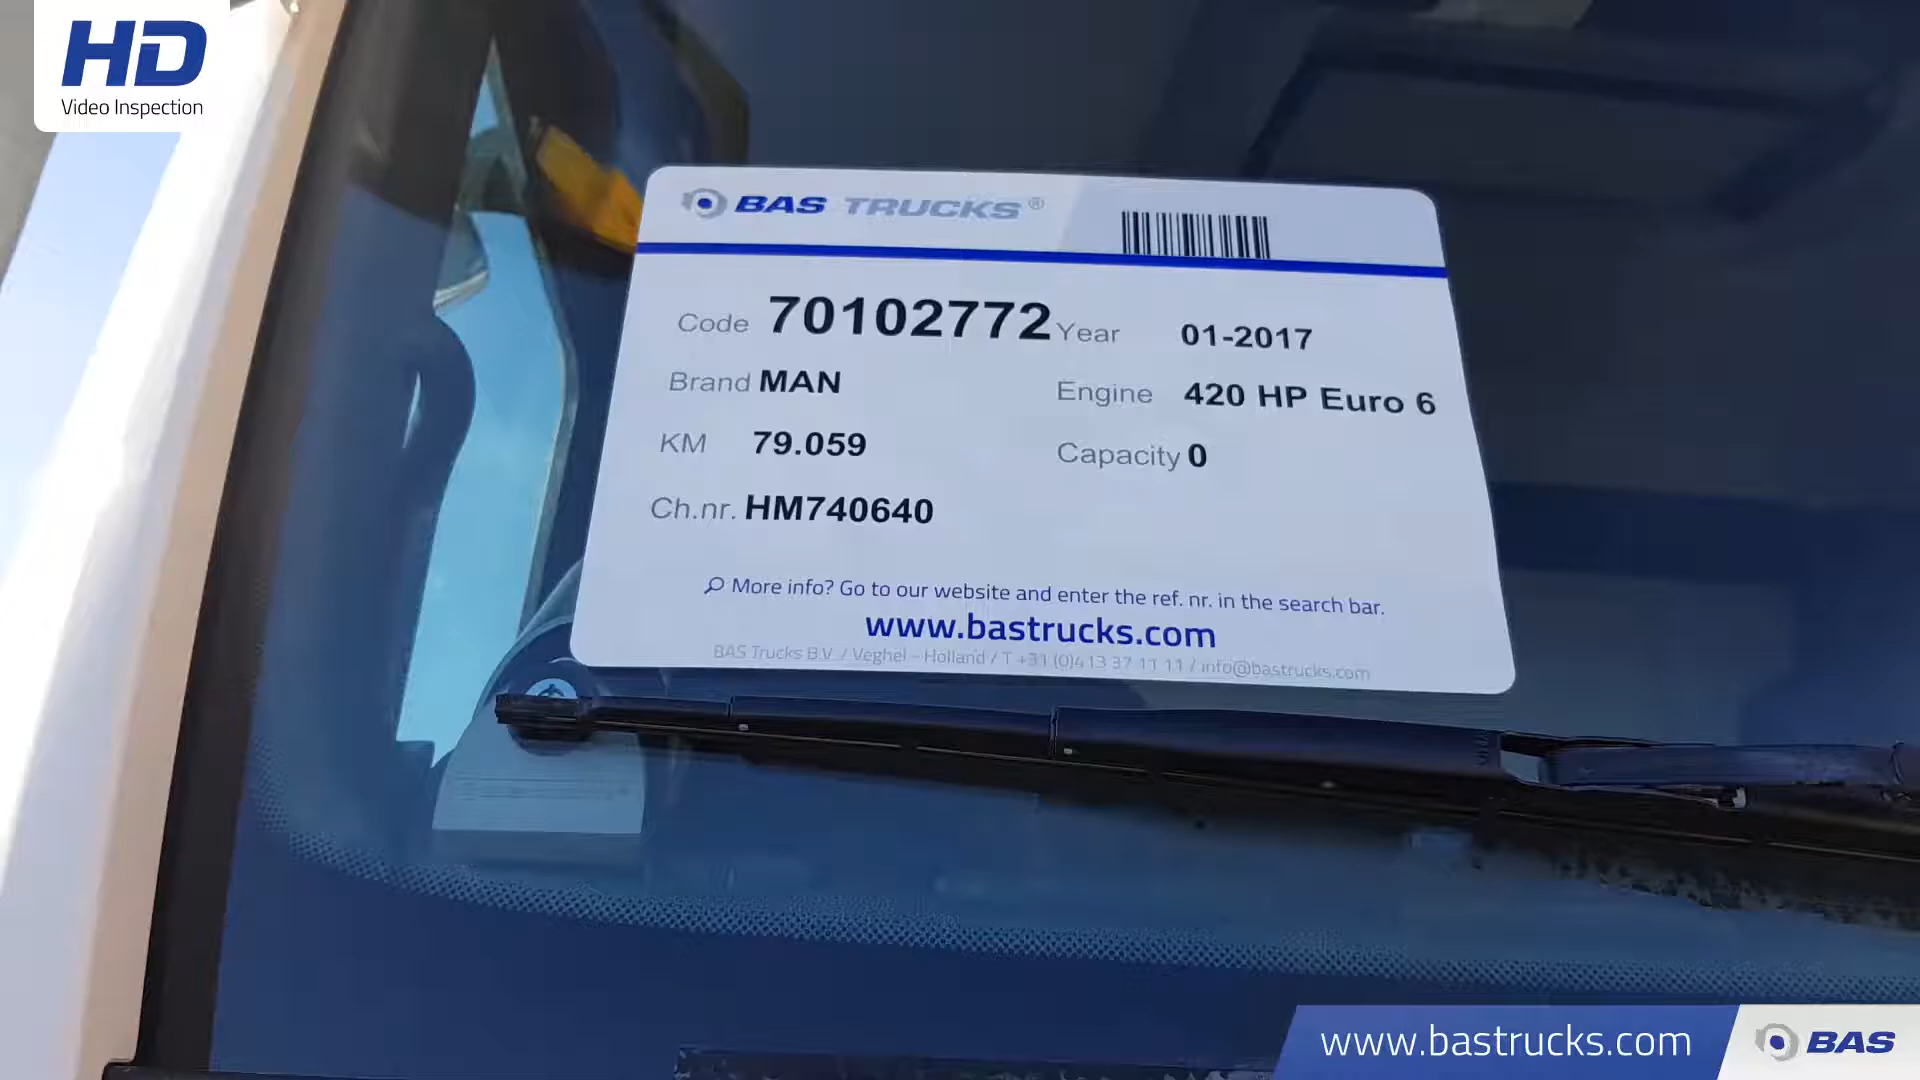 HD
Video Inspection
BAS TRUCKS®
Code 70102772 Year 01-2017
Brand MAN Engine 420 HP Euro 6
KM 79.059 Capacity 0
Ch.nr. HM740640
More info? Go to our website and enter the ref. nr. in the search bar.
www.bastrucks.com
BAS Trucks B.V. / Veghel - Holland / T +31 (0)413 37 11 11 / info@bastrucks.com
www.bastrucks.com BAS